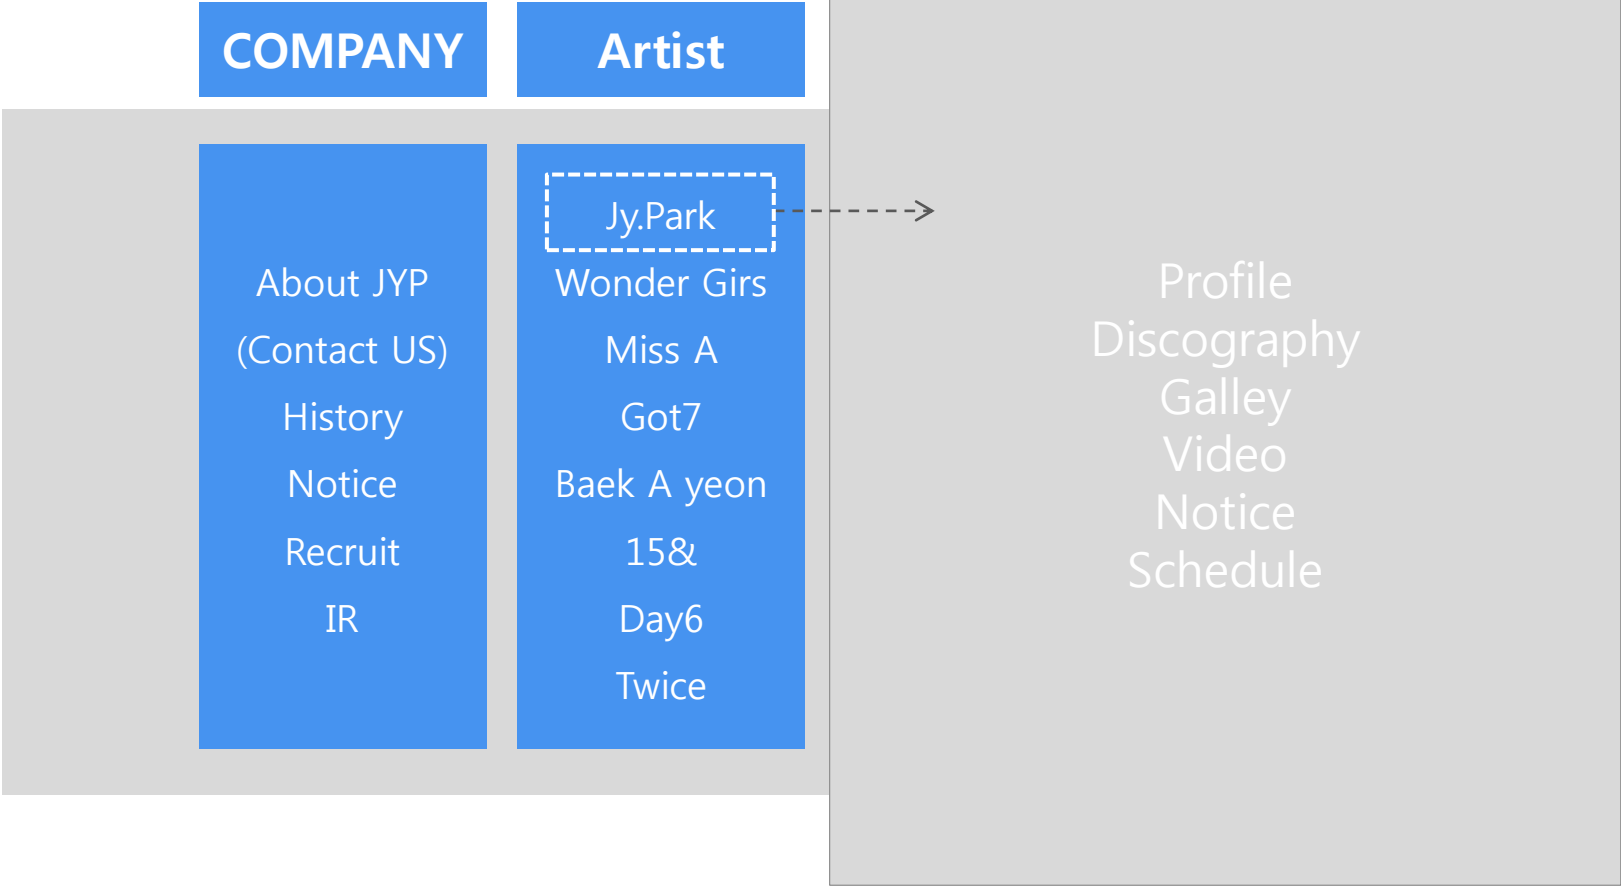 COMPANY
Artist
About JYP
(Contact US)
History
Notice
Recruit
IR
Jy.Park
Wonder Girs
Miss A
Got7
Baek A yeon
15&
Day6
Twice
Profile
Discography
Galley
Video
Notice
Schedule